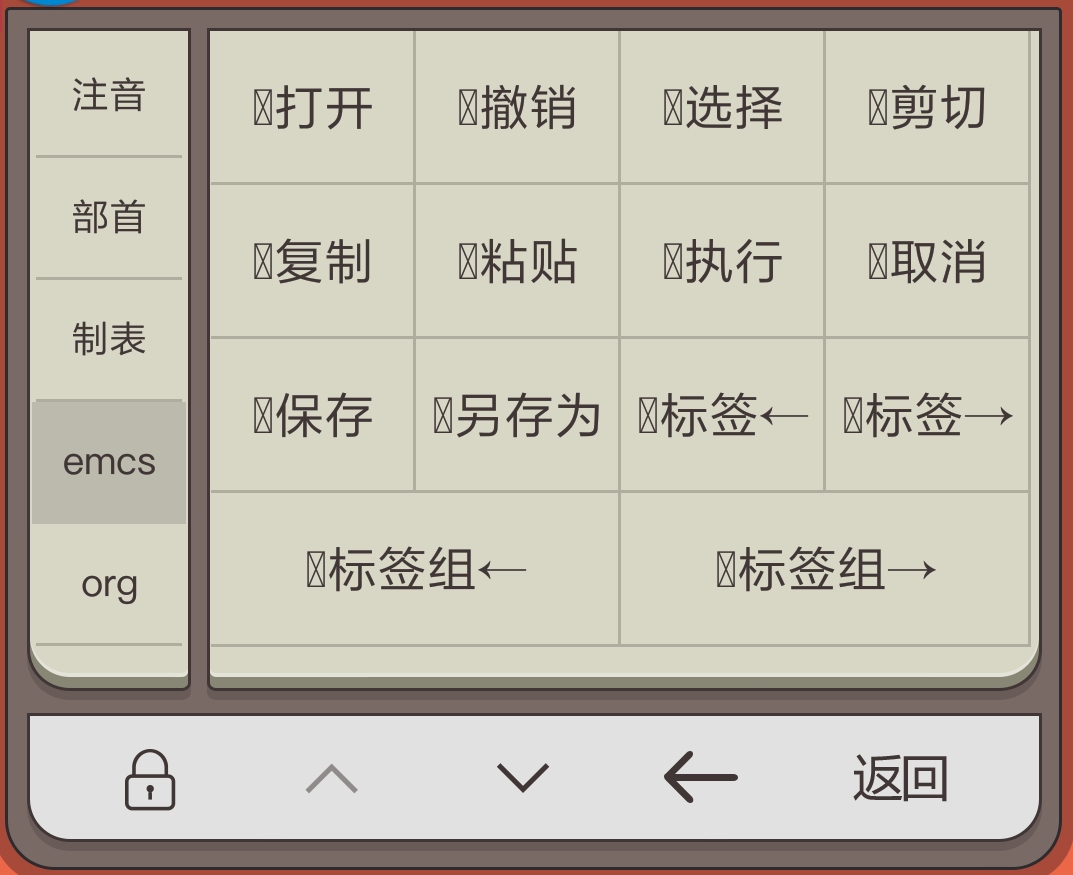 注音
部首
制表
emcs
org
打开 撤销 选择 剪切
复制 粘贴 执行 取消
保存 另存为 标签← 标签→
标签组← 标签组→
返回